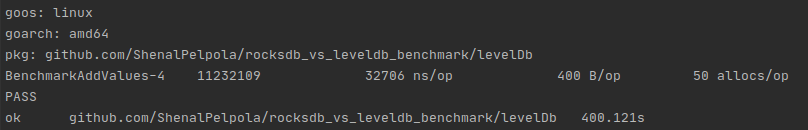 goos: linux
goarch: amd64
pkg: github.com/ShenalPelpola/rocksdb_vs_leveldb_benchmark/levelDb
BenchmarkAddValues-4 11232109 32706 ns/op 400 B/op 50 allocs/op
PASS
ok github.com/ShenalPelpola/rocksdb_vs_leveldb_benchmark/levelDb 400.121s